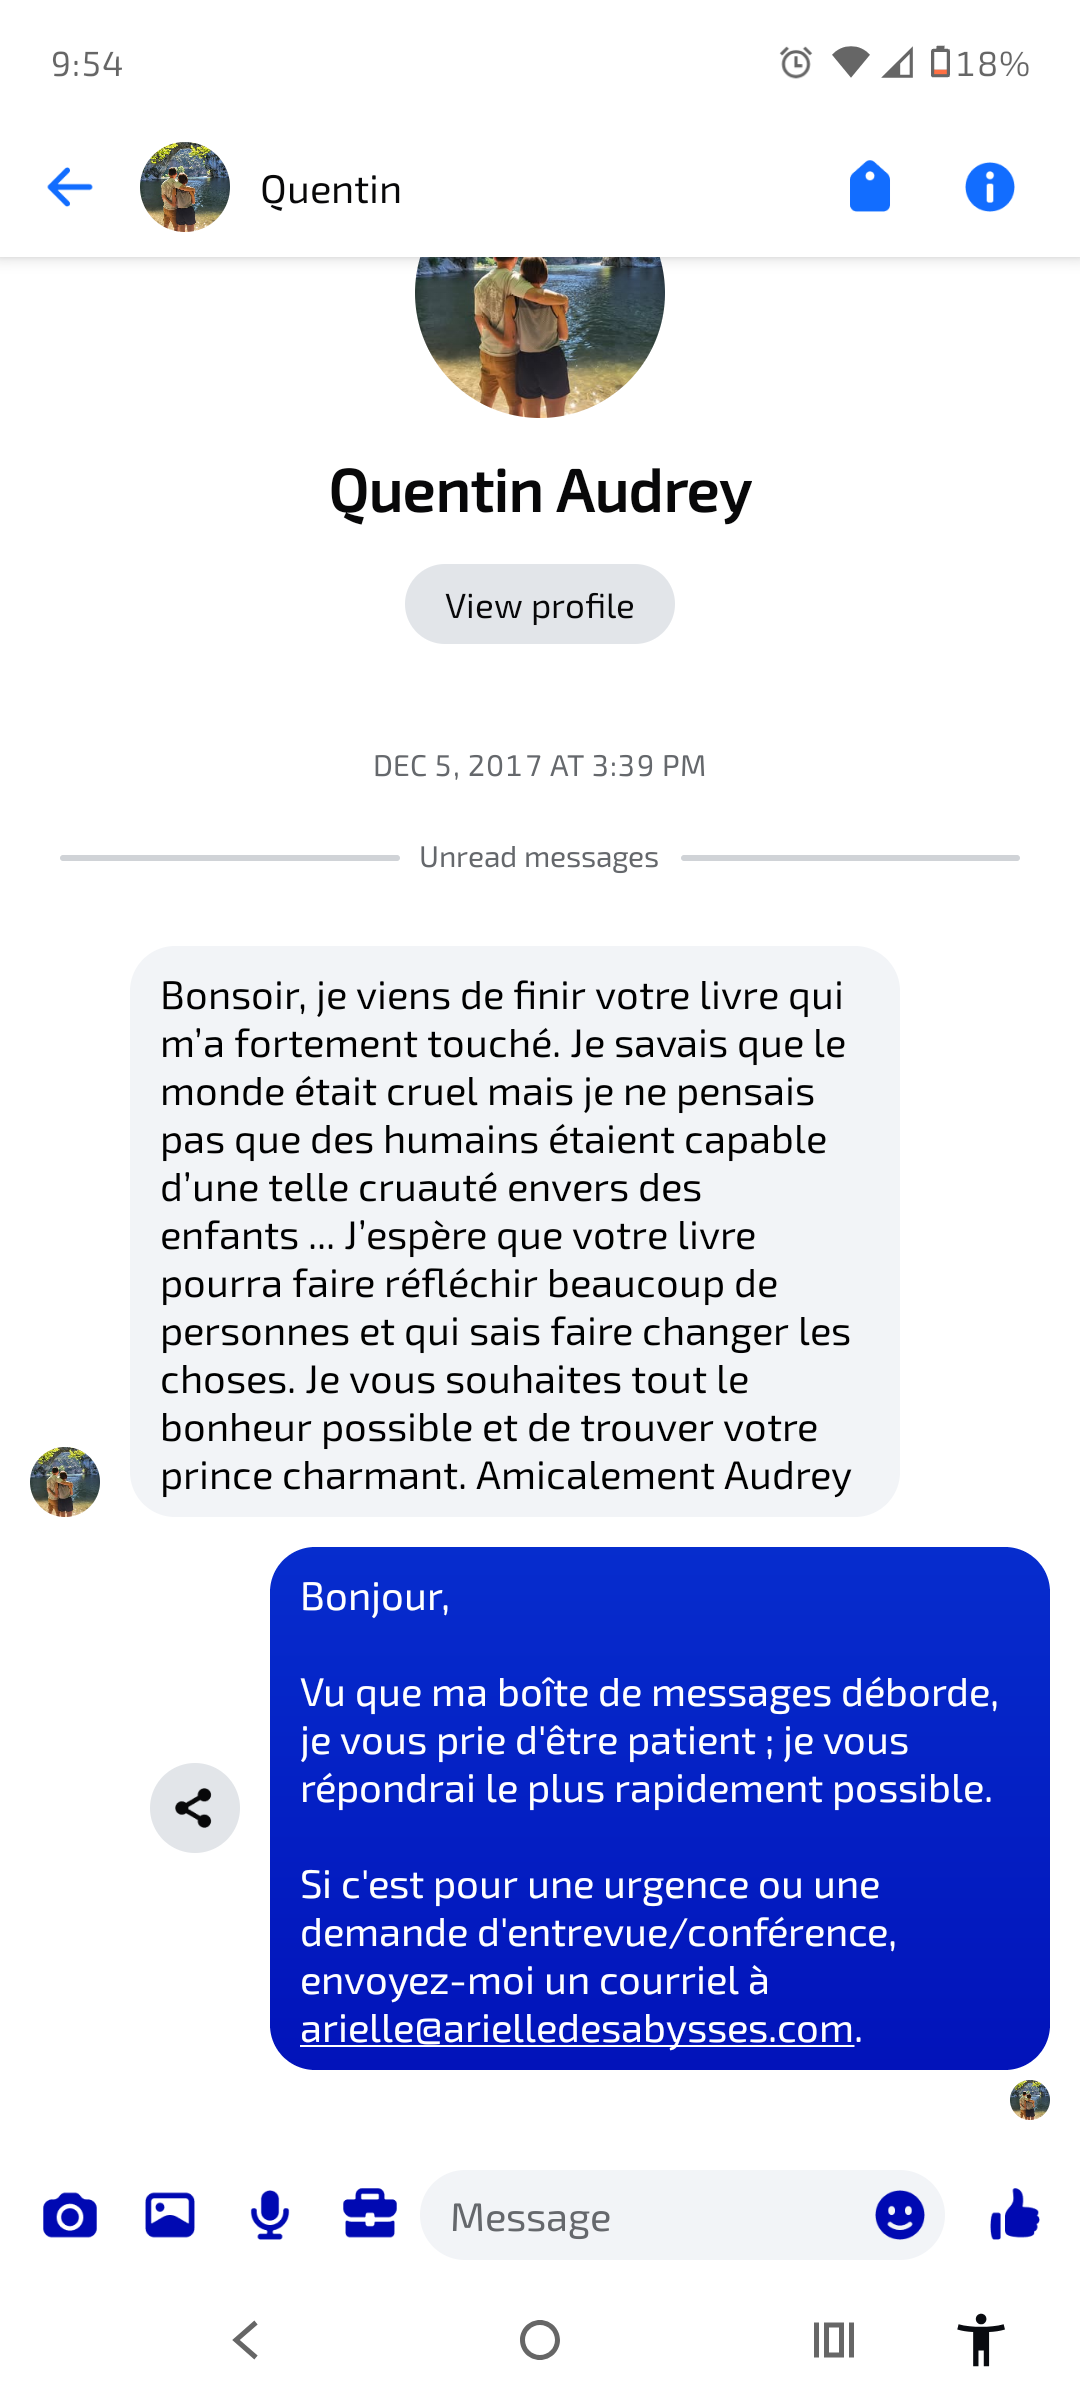 9:54
18%
Quentin
Quentin Audrey
View profile
DEC 5, 2017 AT 3:39 PM
Unread messages
Bonsoir, je viens de finir votre livre qui
m’a fortement touché. Je savais que le
monde était cruel mais je ne pensais
pas que des humains étaient capable
d’une telle cruauté envers des
enfants ... J’espère que votre livre
pourra faire réfléchir beaucoup de
personnes et qui sais faire changer les
choses. Je vous souhaites tout le
bonheur possible et de trouver votre
prince charmant. Amicalement Audrey
Bonjour,
Vu que ma boîte de messages déborde,
je vous prie d'être patient ; je vous
répondrai le plus rapidement possible.
Si c'est pour une urgence ou une
demande d'entrevue/conférence,
envoyez-moi un courriel à
arielle@arielledesabysses.com.
Message